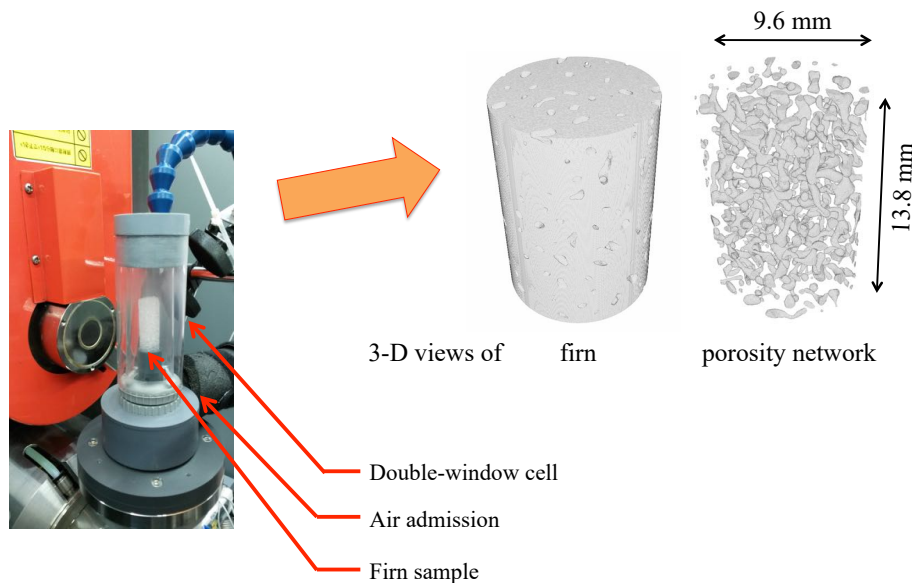 9.6 mm
13.8 mm
3-D views of firn porosity network
Double-window cell
Air admission
Firn sample